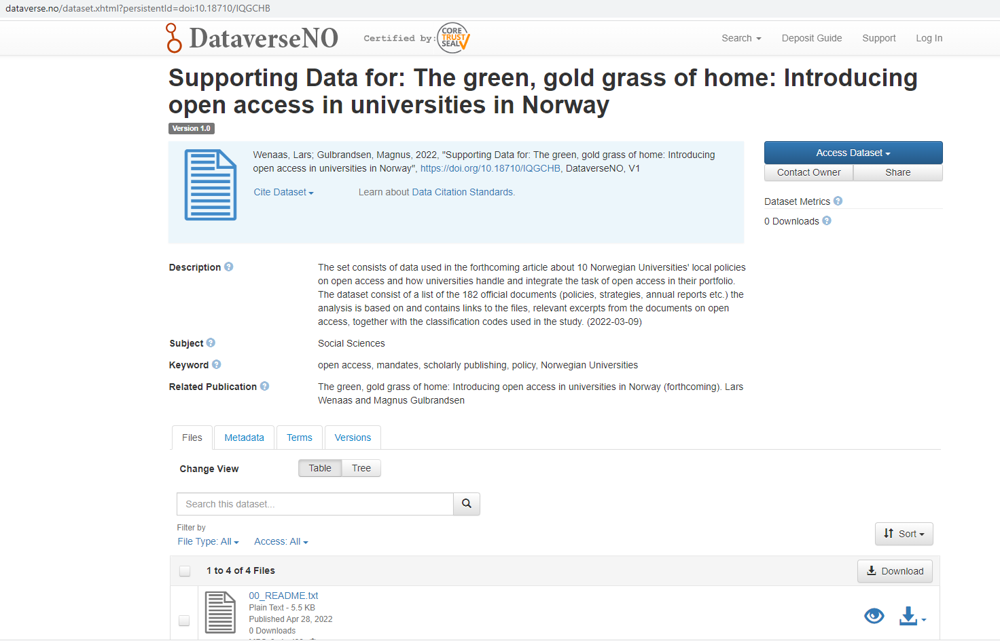 dataverse.no/dataset.xhtml?persistentId=doi:10.18710/IQGCHB
DataverseNO
Certified by:
CORE
TRUST
SEAL
Search
Deposit Guide
Support
Log In
Supporting Data for: The green, gold grass of home: Introducing
open access in universities in Norway
Version 1.0
Wenaas, Lars; Gulbrandsen, Magnus, 2022, "Supporting Data for: The green, gold grass of home: Introducing
open access in universities in Norway", https://doi.org/10.18710/IQGCHB, DataverseNO, V1
Cite Dataset
Learn about Data Citation Standards.
Access Dataset
Contact Owner
Share
Dataset Metrics ?
0 Downloads ?
Description ?
The set consists of data used in the forthcoming article about 10 Norwegian Universities' local policies
on open access and how universities handle and integrate the task of open access in their portfolio.
The dataset consist of a list of the 182 official documents (policies, strategies, annual reports etc.) the
analysis is based on and contains links to the files, relevant excerpts from the documents on open
access, together with the classification codes used in the study. (2022-03-09)
Subject ?
Social Sciences
Keyword ?
open access, mandates, scholarly publishing, policy, Norwegian Universities
Related Publication ?
The green, gold grass of home: Introducing open access in universities in Norway (forthcoming). Lars
Wenaas and Magnus Gulbrandsen
Files
Metadata
Terms
Versions
Change View
Table
Tree
Search this dataset...
Filter by
File Type: All
Access: All
Sort
1 to 4 of 4 Files
Download
00_README.txt
Plain Text - 5.5 KB
Published Apr 28, 2022
0 Downloads